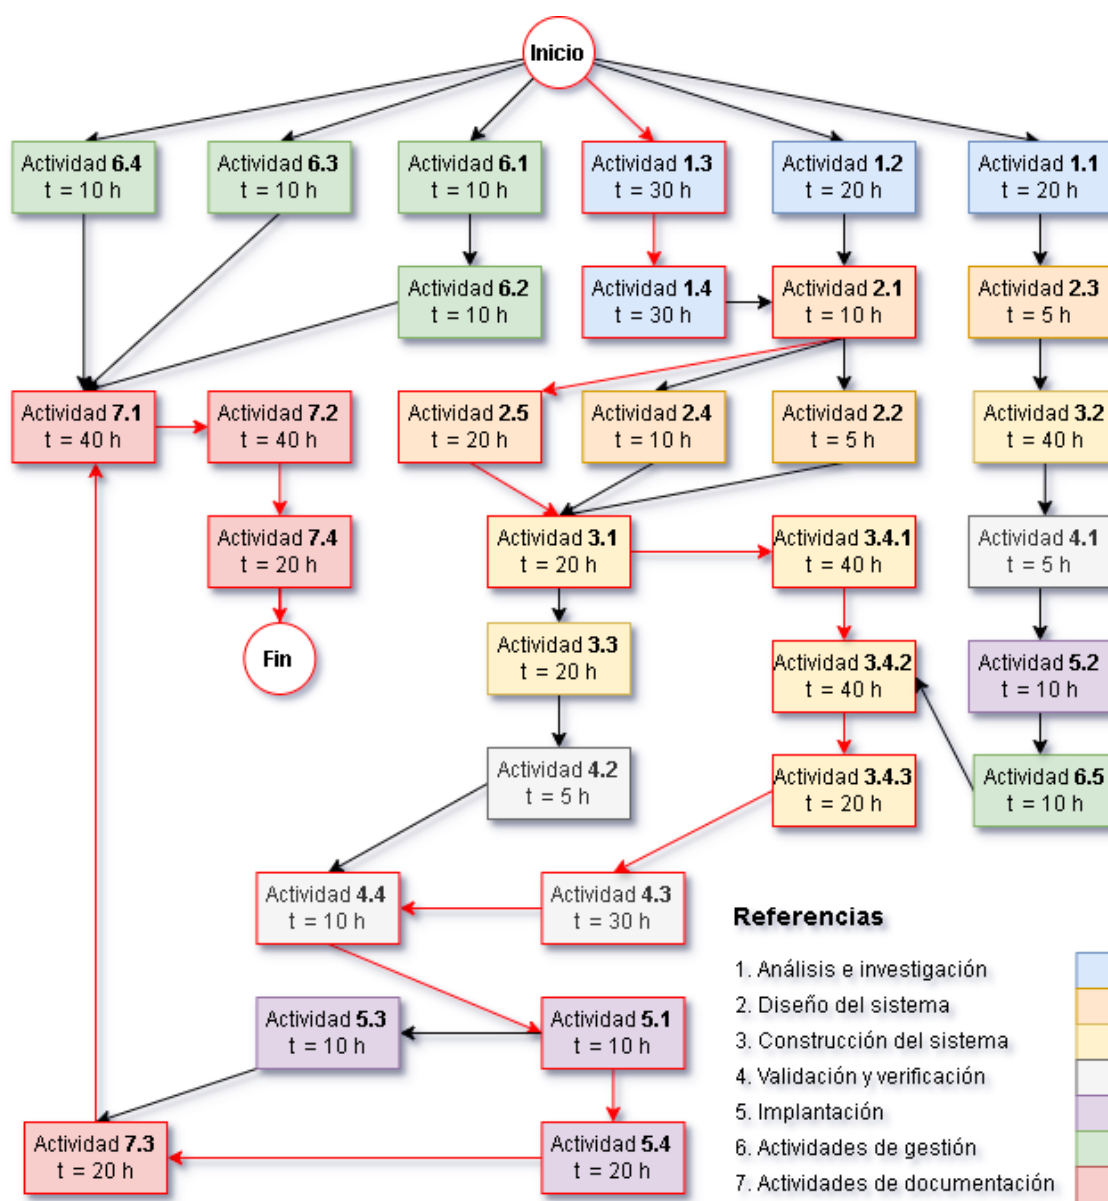 Inicio
Actividad 6.4
t = 10 h
Actividad 6.3
t = 10 h
Actividad 6.1
t = 10 h
Actividad 1.3
t = 30 h
Actividad 1.2
t = 20 h
Actividad 1.1
t = 20 h
Actividad 6.2
t = 10 h
Actividad 1.4
t = 30 h
Actividad 2.1
t = 10 h
Actividad 2.3
t = 5 h
Actividad 7.1
t = 40 h
Actividad 7.2
t = 40 h
Actividad 2.5
t = 20 h
Actividad 2.4
t = 10 h
Actividad 2.2
t = 5 h
Actividad 3.2
t = 40 h
Actividad 7.4
t = 20 h
Actividad 3.1
t = 20 h
Actividad 3.4.1
t = 40 h
Actividad 4.1
t = 5 h
Fin
Actividad 3.3
t = 20 h
Actividad 3.4.2
t = 40 h
Actividad 5.2
t = 10 h
Actividad 4.2
t = 5 h
Actividad 3.4.3
t = 20 h
Actividad 6.5
t = 10 h
Actividad 4.4
t = 10 h
Actividad 4.3
t = 30 h
Actividad 5.3
t = 10 h
Actividad 5.1
t = 10 h
Actividad 7.3
t = 20 h
Actividad 5.4
t = 20 h
Referencias
1. Análisis e investigación
2. Diseño del sistema
3. Construcción del sistema
4. Validación y verificación
5. Implantación
6. Actividades de gestión
7. Actividades de documentación